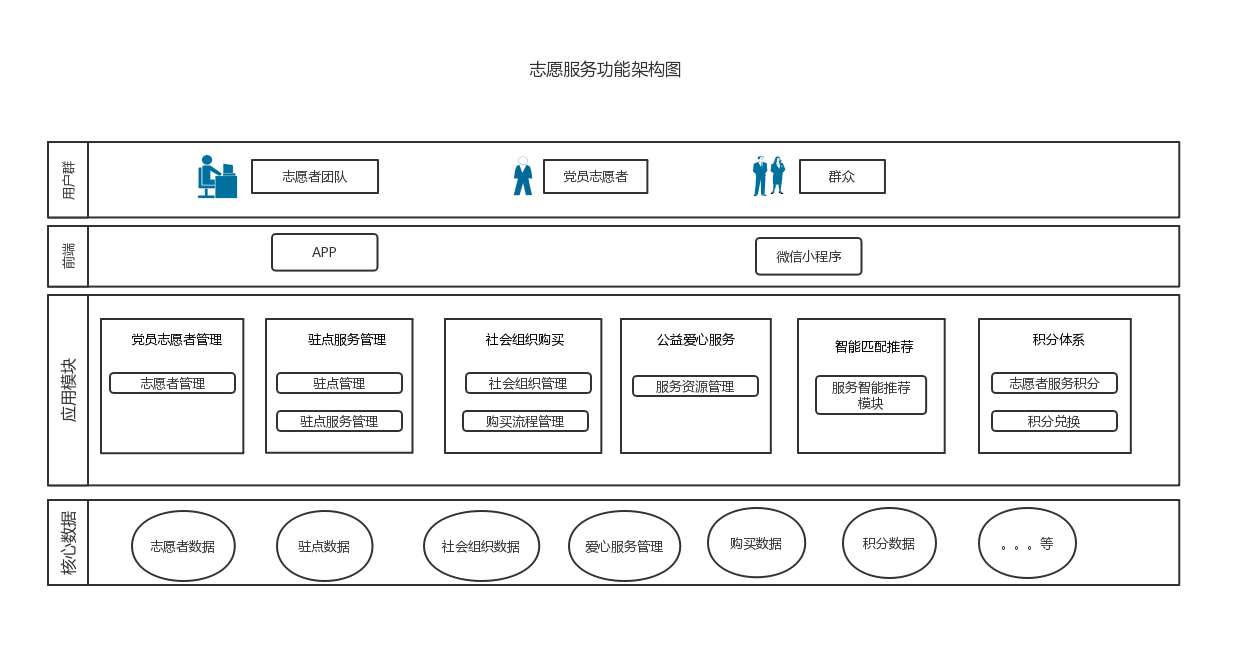 志愿服务功能架构图
用户群
志愿者团队
党员志愿者
群众
前端
APP
微信小程序
应用模块
党员志愿者管理
志愿者管理
驻点服务管理
驻点管理
驻点服务管理
社会组织购买
社会组织管理
购买流程管理
公益爱心服务
服务资源管理
智能匹配推荐
服务智能推荐
模块
积分体系
志愿者服务积分
积分兑换
核心数据
志愿者数据
驻点数据
社会组织数据
爱心服务管理
购买数据
积分数据
。。。等